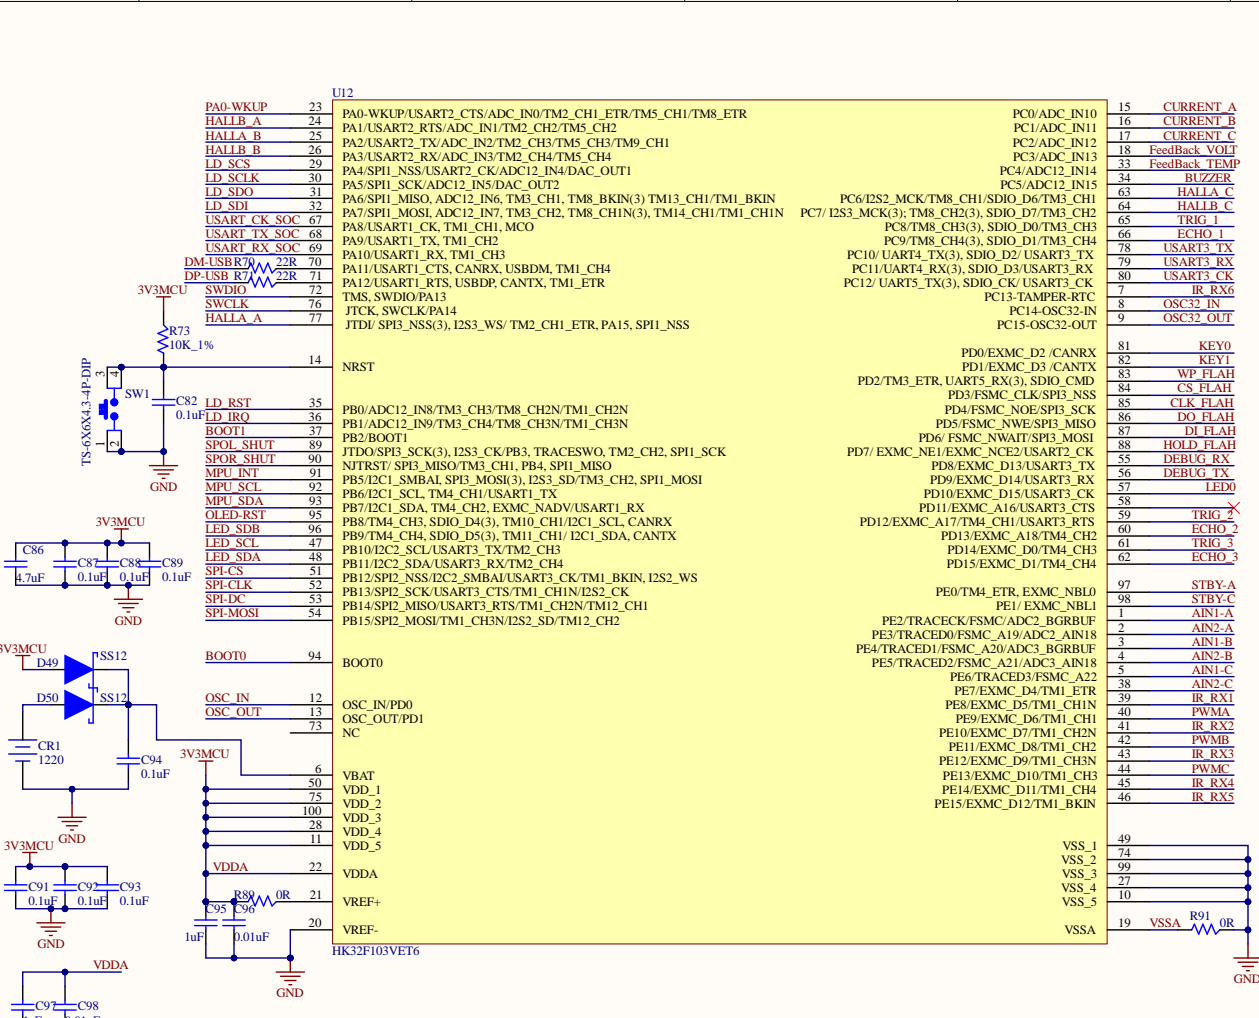 U12
PA0-WKUP 23 PA0-WKUP/USART2_CTS/ADC_IN0/TM2_CH1_ETR/TM5_CH1/TM8_ETR
HALLB_A 24 PA1/USART2_RTS/ADC_IN1/TM2_CH2/TM5_CH2
HALLA_B 25 PA2/USART2_TX/ADC_IN2/TM2_CH3/TM5_CH3/TM9_CH1
HALLB_B 26 PA3/USART2_RX/ADC_IN3/TM2_CH4/TM5_CH4
LD_SCS 29 PA4/SPI1_NSS/USART2_CK/ADC12_IN4/DAC_OUT1
LD_SCLK 30 PA5/SPI1_SCK/ADC12_IN5/DAC_OUT2
LD_SDO 31 PA6/SPI1_MISO, ADC12_IN6, TM3_CH1, TM8_BKIN(3) TM13_CH1/TM1_BKIN
LD_SDI 32 PA7/SPI1_MOSI, ADC12_IN7, TM3_CH2, TM8_CH1N(3), TM14_CH1/TM1_CH1N
USART_CK_SOC 67 PA8/USART1_CK, TM1_CH1, MCO
USART_TX_SOC 68 PA9/USART1_TX, TM1_CH2
USART_RX_SOC 69 PA10/USART1_RX, TM1_CH3
DM-USB R70 22R 70 PA11/USART1_CTS, CANRX, USBDM, TM1_CH4
DP-USB R7 22R 71 PA12/USART1_RTS, USBDP, CANTX, TM1_ETR
SWDIO 72 TMS, SWDIO/PA13
SWCLK 76 JTCK, SWCLK/PA14
HALLA_A 77 JTDI/ SPI3_NSS(3), I2S3_WS/ TM2_CH1_ETR, PA15, SPI1_NSS
3V3MCU
R73
10K_1%
14 NRST
TS-6X6X4.3-4P-DIP
3 4
1 2
SW1
C82
0.1uF
GND
LD_RST 35 PB0/ADC12_IN8/TM3_CH3/TM8_CH2N/TM1_CH2N
LD_IRQ 36 PB1/ADC12_IN9/TM3_CH4/TM8_CH3N/TM1_CH3N
BOOT1 37 PB2/BOOT1
SPOL_SHUT 89 JTDO/SPI3_SCK(3), I2S3_CK/PB3, TRACESWO, TM2_CH2, SPI1_SCK
SPOR_SHUT 90 NJTRST/ SPI3_MISO/TM3_CH1, PB4, SPI1_MISO
MPU_INT 91 PB5/I2C1_SMBAI, SPI3_MOSI(3), I2S3_SD/TM3_CH2, SPI1_MOSI
MPU_SCL 92 PB6/I2C1_SCL, TM4_CH1/USART1_TX
MPU_SDA 93 PB7/I2C1_SDA, TM4_CH2, EXMC_NADV/USART1_RX
OLED-RST 95 PB8/TM4_CH3, SDIO_D4(3), TM10_CH1/I2C1_SCL, CANRX
LED_SDB 96 PB9/TM4_CH4, SDIO_D5(3), TM11_CH1/ I2C1_SDA, CANTX
LED_SCL 47 PB10/I2C2_SCL/USART3_TX/TM2_CH3
LED_SDA 48 PB11/I2C2_SDA/USART3_RX/TM2_CH4
SPI-CS 51 PB12/SPI2_NSS/I2C2_SMBAI/USART3_CK/TM1_BKIN, I2S2_WS
SPI-CLK 52 PB13/SPI2_SCK/USART3_CTS/TM1_CH1N/I2S2_CK
SPI-DC 53 PB14/SPI2_MISO/USART3_RTS/TM1_CH2N/TM12_CH1
SPI-MOSI 54 PB15/SPI2_MOSI/TM1_CH3N/I2S2_SD/TM12_CH2
BOOT0 94 BOOT0
OSC_IN 12 OSC_IN/PD0
OSC_OUT 13 OSC_OUT/PD1
73 NC
6 VBAT
50 VDD_1
75 VDD_2
100 VDD_3
28 VDD_4
11 VDD_5
VDDA 22 VDDA
R89 0R 21 VREF+
20 VREF-
HK32F103VET6
3V3MCU
C86 C87 C88 C89
4.7uF 0.1uF 0.1uF 0.1uF
GND
3V3MCU
D49 SS12
D50 SS12
CR1
1220
C94
0.1uF
GND
3V3MCU
C95 C96
1uF 0.01uF
GND
3V3MCU
C91 C92 C93
0.1uF 0.1uF 0.1uF
GND
VDDA
C97 C98
PC0/ADC_IN10 15 CURRENT_A
PC1/ADC_IN11 16 CURRENT_B
PC2/ADC_IN12 17 CURRENT_C
PC3/ADC_IN13 18 FeedBack_VOLT
PC4/ADC12_IN14 33 FeedBack_TEMP
PC5/ADC12_IN15 34 BUZZER
PC6/I2S2_MCK/TM8_CH1/SDIO_D6/TM3_CH1 63 HALLA_C
PC7/ I2S3_MCK(3); TM8_CH2(3), SDIO_D7/TM3_CH2 64 HALLB_C
PC8/TM8_CH3(3), SDIO_D0/TM3_CH3 65 TRIG_1
PC9/TM8_CH4(3), SDIO_D1/TM3_CH4 66 ECHO_1
PC10/ UART4_TX(3), SDIO_D2/ USART3_TX 78 USART3_TX
PC11/UART4_RX(3), SDIO_D3/USART3_RX 79 USART3_RX
PC12/ UART5_TX(3), SDIO_CK/ USART3_CK 80 USART3_CK
PC13-TAMPER-RTC 7 IR_RX6
PC14-OSC32-IN 8 OSC32_IN
PC15-OSC32-OUT 9 OSC32_OUT
PD0/EXMC_D2 /CANRX 81 KEY0
PD1/EXMC_D3 /CANTX 82 KEY1
PD2/TM3_ETR, UART5_RX(3), SDIO_CMD 83 WP_FLAH
PD3/FSMC_CLK/SPI3_NSS 84 CS_FLAH
PD4/FSMC_NOE/SPI3_SCK 85 CLK_FLAH
PD5/FSMC_NWE/SPI3_MISO 86 DO_FLAH
PD6/ FSMC_NWAIT/SPI3_MOSI 87 DI_FLAH
PD7/ EXMC_NE1/EXMC_NCE2/USART2_CK 88 HOLD_FLAH
PD8/EXMC_D13/USART3_TX 55 DEBUG_RX
PD9/EXMC_D14/USART3_RX 56 DEBUG_TX
PD10/EXMC_D15/USART3_CK 57 LED0
PD11/EXMC_A16/USART3_CTS 58
PD12/EXMC_A17/TM4_CH1/USART3_RTS 59 TRIG_2
PD13/EXMC_A18/TM4_CH2 60 ECHO_2
PD14/EXMC_D0/TM4_CH3 61 TRIG_3
PD15/EXMC_D1/TM4_CH4 62 ECHO_3
PE0/TM4_ETR, EXMC_NBL0 97 STBY-A
PE1/ EXMC_NBL1 98 STBY-C
PE2/TRACECK/FSMC/ADC2_BGRBUF 1 AIN1-A
PE3/TRACED0/FSMC_A19/ADC2_AIN18 2 AIN2-A
PE4/TRACED1/FSMC_A20/ADC3_BGRBUF 3 AIN1-B
PE5/TRACED2/FSMC_A21/ADC3_AIN18 4 AIN2-B
PE6/TRACED3/FSMC_A22 5 AIN1-C
PE7/EXMC_D4/TM1_ETR 38 AIN2-C
PE8/EXMC_D5/TM1_CH1N 39 IR_RX1
PE9/EXMC_D6/TM1_CH1 40 PWMA
PE10/EXMC_D7/TM1_CH2N 41 IR_RX2
PE11/EXMC_D8/TM1_CH2 42 PWMB
PE12/EXMC_D9/TM1_CH3N 43 IR_RX3
PE13/EXMC_D10/TM1_CH3 44 PWMC
PE14/EXMC_D11/TM1_CH4 45 IR_RX4
PE15/EXMC_D12/TM1_BKIN 46 IR_RX5
VSS_1 49
VSS_2 74
VSS_3 99
VSS_4 27
VSS_5 10
VSSA 19 VSSA R91 0R
GND